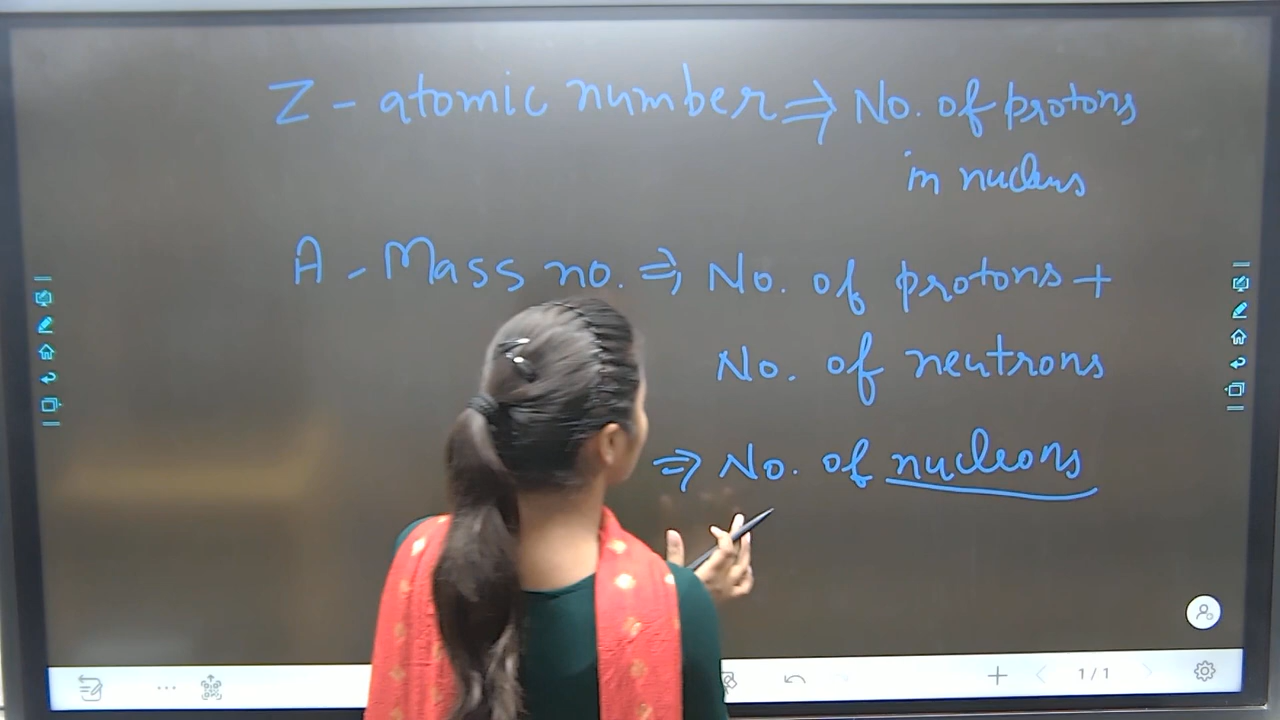 Z - atomic number ⇒ No. of protons
in nucleus
A - Mass no. ⇒ No. of protons +
No. of neutrons
⇒ No. of nucleons
1/1